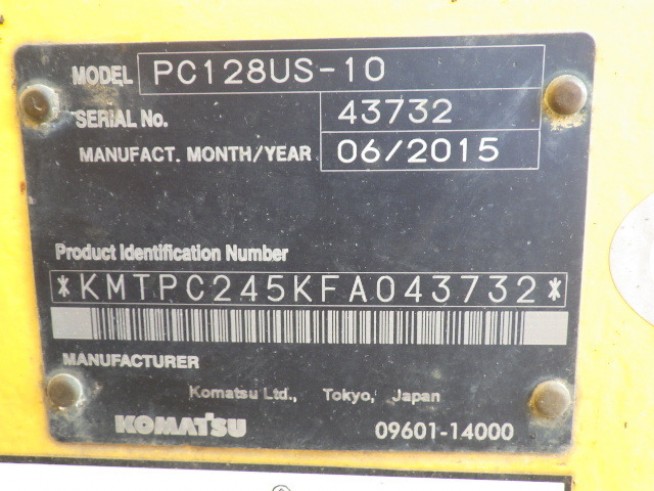 MODEL PC128US-10
SERIAL No. 43732
MANUFACT. MONTH/YEAR 06/2015
Product Identification Number
*KMTPC245KFA043732*
MANUFACTURER
Komatsu Ltd., Tokyo, Japan
KOMATSU 09601-14000